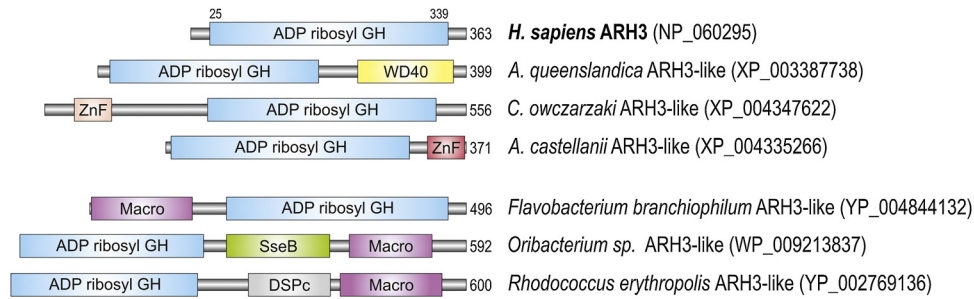 25 339
ADP ribosyl GH 363 H. sapiens ARH3 (NP_060295)
ADP ribosyl GH WD40 399 A. queenslandica ARH3-like (XP_003387738)
ZnF ADP ribosyl GH 556 C. owczarzaki ARH3-like (XP_004347622)
ADP ribosyl GH ZnF 371 A. castellanii ARH3-like (XP_004335266)
Macro ADP ribosyl GH 496 Flavobacterium branchiophilum ARH3-like (YP_004844132)
ADP ribosyl GH SseB Macro 592 Oribacterium sp. ARH3-like (WP_009213837)
ADP ribosyl GH DSPc Macro 600 Rhodococcus erythropolis ARH3-like (YP_002769136)